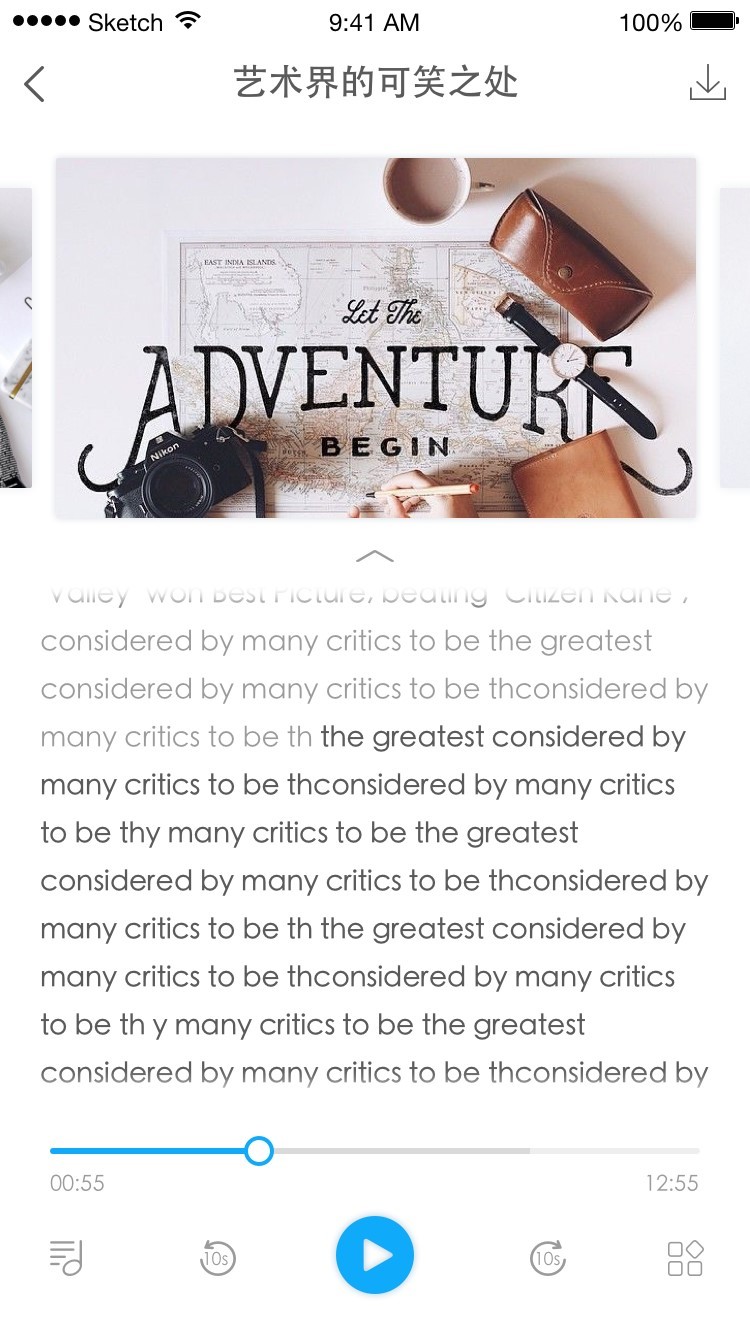 Sketch 9:41 AM 100%
艺术界的可笑之处
EAST INDIA ISLANDS.
Let The
ADVENTURE
BEGIN
Nikon
Valley" Won Best Picture, beating "Citizen Kane",
considered by many critics to be the greatest
considered by many critics to be thconsidered by
many critics to be th the greatest considered by
many critics to be thconsidered by many critics
to be thy many critics to be the greatest
considered by many critics to be thconsidered by
many critics to be th the greatest considered by
many critics to be thconsidered by many critics
to be th y many critics to be the greatest
considered by many critics to be thconsidered by
00:55 12:55
10s 10s